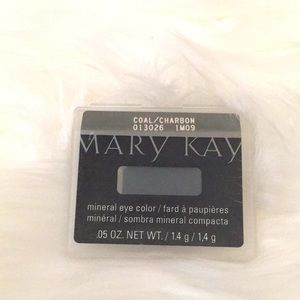 COAL/CHARBON
013026 1M09
MARY KAY
mineral eye color / fard à paupières
minéral / sombra mineral compacta
.05 OZ. NET WT. / 1.4 g / 1,4 g